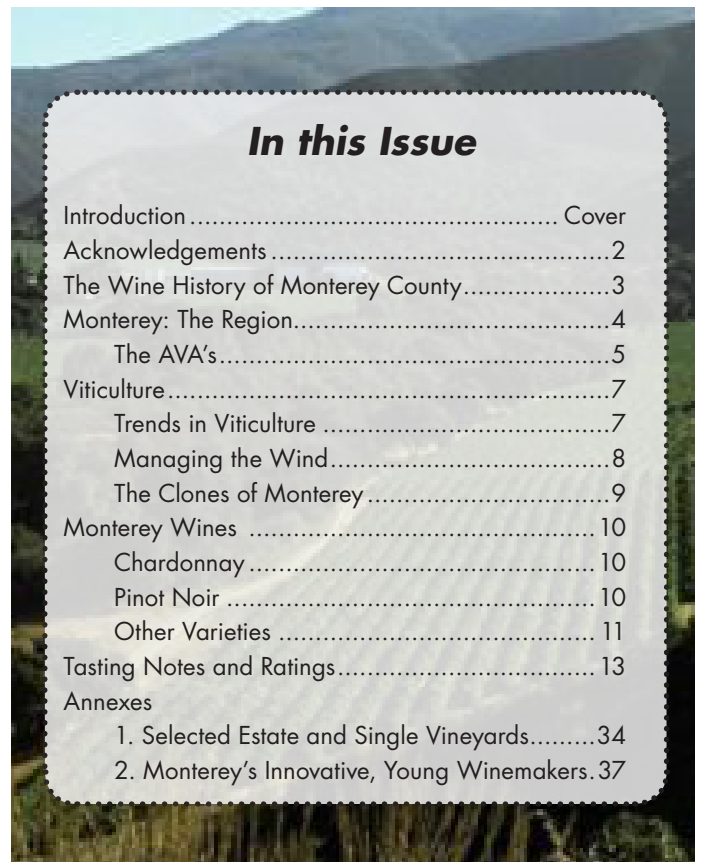 In this Issue
Introduction .................................................. Cover
Acknowledgements ..............................................2
The Wine History of Monterey County....................3
Monterey: The Region...........................................4
The AVA's.....................................................5
Viticulture............................................................7
Trends in Viticulture .....................................7
Managing the Wind......................................8
The Clones of Monterey .................................9
Monterey Wines ............................................... 10
Chardonnay ............................................... 10
Pinot Noir .................................................. 10
Other Varieties ........................................... 11
Tasting Notes and Ratings................................... 13
Annexes
1. Selected Estate and Single Vineyards.........34
2. Monterey's Innovative, Young Winemakers.37